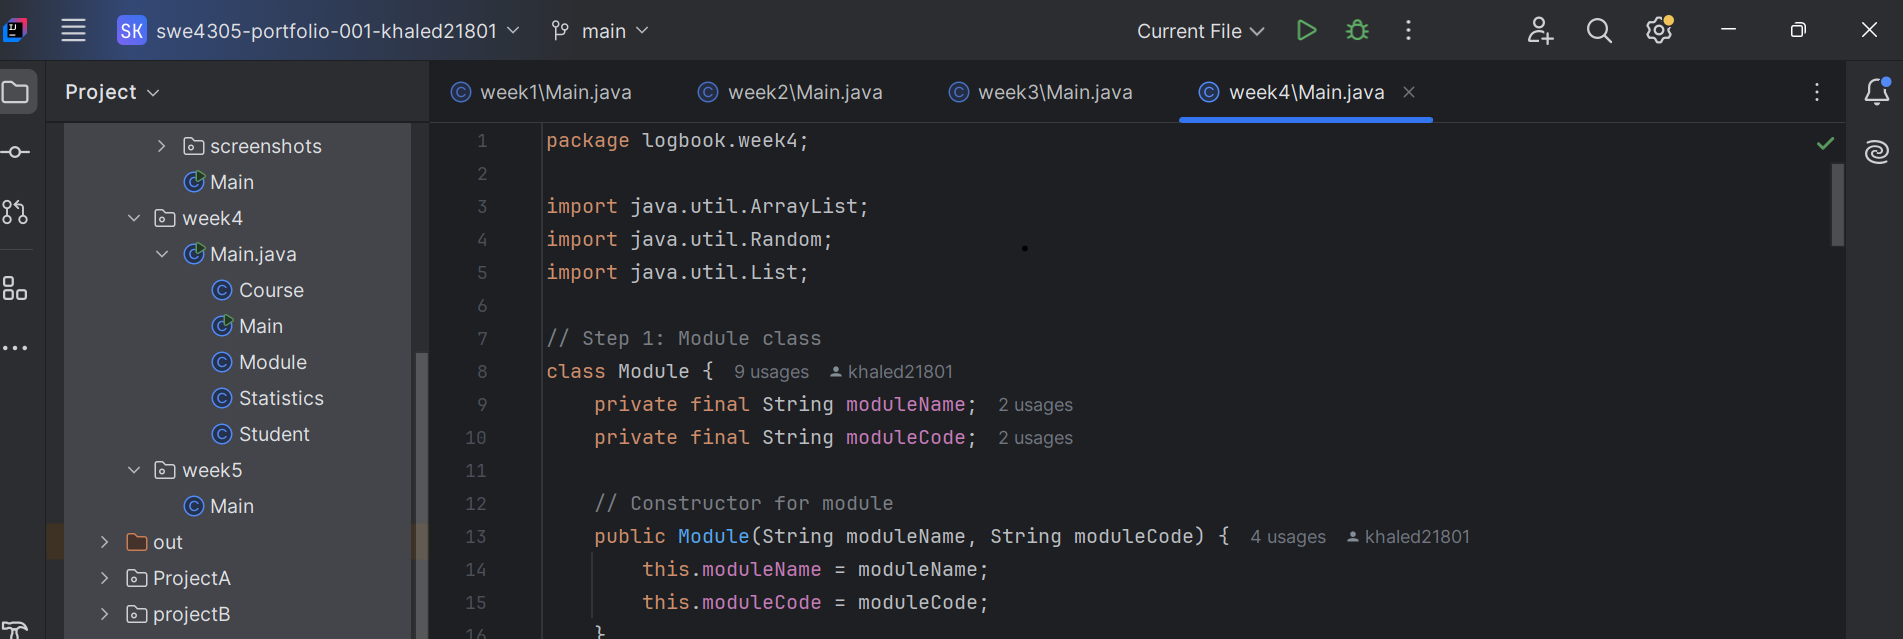 SK swe4305-portfolio-001-khaled21801 main Current File
Project
week1\Main.java week2\Main.java week3\Main.java week4\Main.java
screenshots
Main
week4
Main.java
Course
Main
Module
Statistics
Student
week5
Main
out
ProjectA
projectB
1 package logbook.week4;
2
3 import java.util.ArrayList;
4 import java.util.Random;
5 import java.util.List;
6
7 // Step 1: Module class
8 class Module { 9 usages khaled21801
9 private final String moduleName; 2 usages
10 private final String moduleCode; 2 usages
11
12 // Constructor for module
13 public Module(String moduleName, String moduleCode) { 4 usages khaled21801
14 this.moduleName = moduleName;
15 this.moduleCode = moduleCode;
16 }